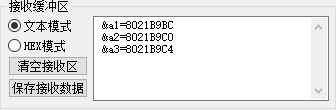 接收缓冲区
文本模式
HEX模式
清空接收区
保存接收数据
&a1=8021B9BC
&a2=8021B9C0
&a3=8021B9C4